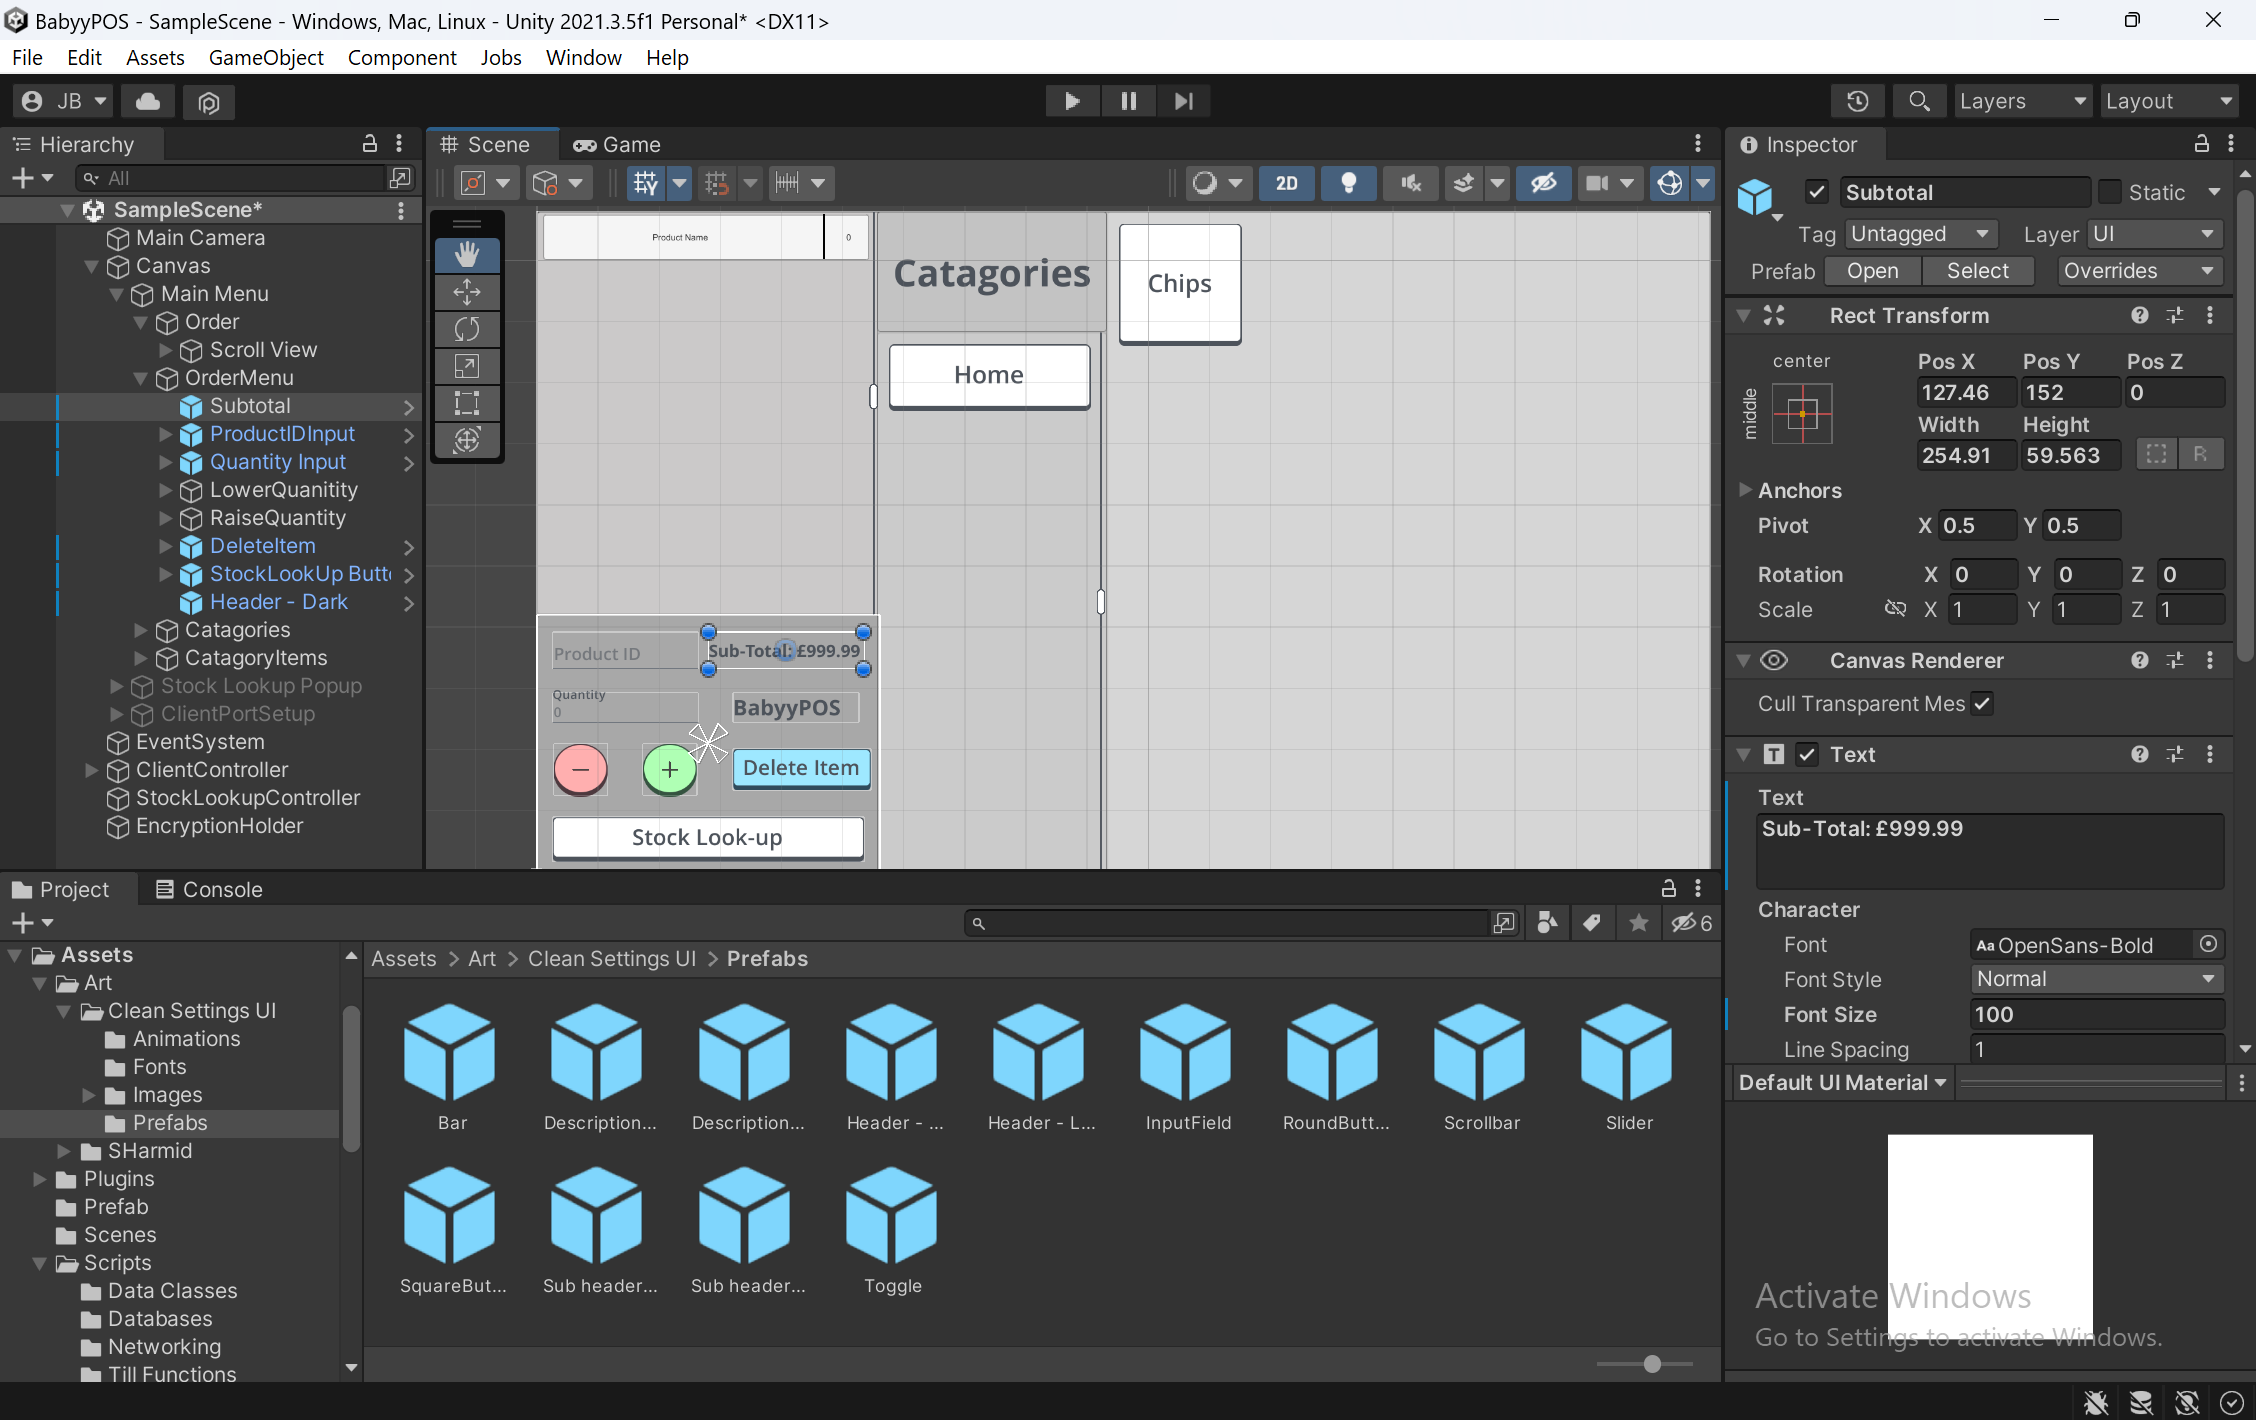 BabyyPOS - SampleScene - Windows, Mac, Linux - Unity 2021.3.5f1 Personal* <DX11>
File Edit Assets GameObject Component Jobs Window Help
JB Layers Layout
Hierarchy
All
SampleScene*
Main Camera
Canvas
Main Menu
Order
Scroll View
OrderMenu
Subtotal
ProductIDInput
Quantity Input
LowerQuanitity
RaiseQuantity
DeleteItem
StockLookUp Butt
Header - Dark
Catagories
CatagoryItems
Stock Lookup Popup
ClientPortSetup
EventSystem
ClientController
StockLookupController
EncryptionHolder
Scene Game
2D
Product Name 0
Catagories
Chips
Home
Product ID
Sub-Total: £999.99
Quantity
0
BabyyPOS
Delete Item
Stock Look-up
Inspector
Subtotal Static
Tag Untagged Layer UI
Prefab Open Select Overrides
Rect Transform
center
middle
Pos X Pos Y Pos Z
127.46 152 0
Width Height
254.91 59.563 R
Anchors
Pivot X 0.5 Y 0.5
Rotation X 0 Y 0 Z 0
Scale X 1 Y 1 Z 1
Canvas Renderer
Cull Transparent Mes
T Text
Text
Sub-Total: £999.99
Character
Font Aa OpenSans-Bold
Font Style Normal
Font Size 100
Line Spacing 1
Default UI Material
Activate Windows
Go to Settings to activate Windows.
Project Console
6
Assets
Art
Clean Settings UI
Animations
Fonts
Images
Prefabs
SHarmid
Plugins
Prefab
Scenes
Scripts
Data Classes
Databases
Networking
Till Functions
Assets > Art > Clean Settings UI > Prefabs
Bar Description... Description... Header - ... Header - L... InputField RoundButt... Scrollbar Slider
SquareBut... Sub header... Sub header... Toggle